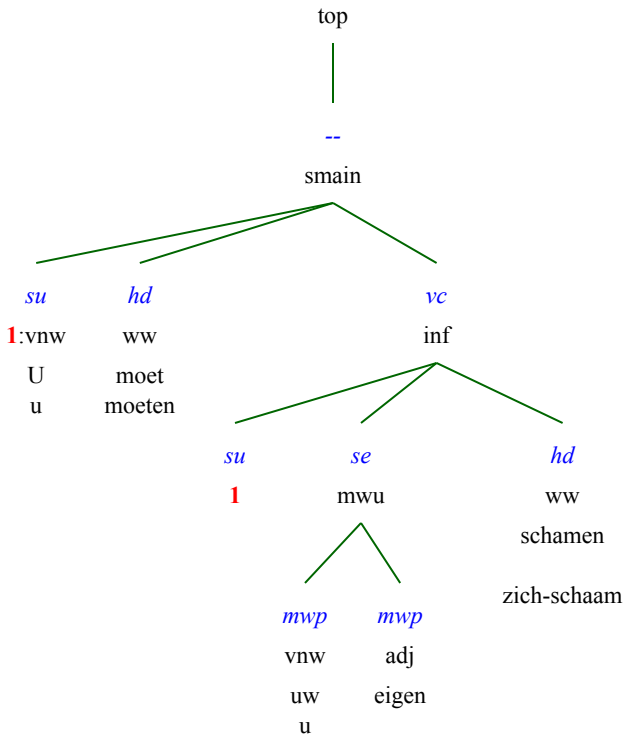 top
--
smain
su hd vc
1:vnw ww inf
U moet
u moeten
su se hd
1 mwu ww
schamen
zich-schaam
mwp mwp
vnw adj
uw eigen
u